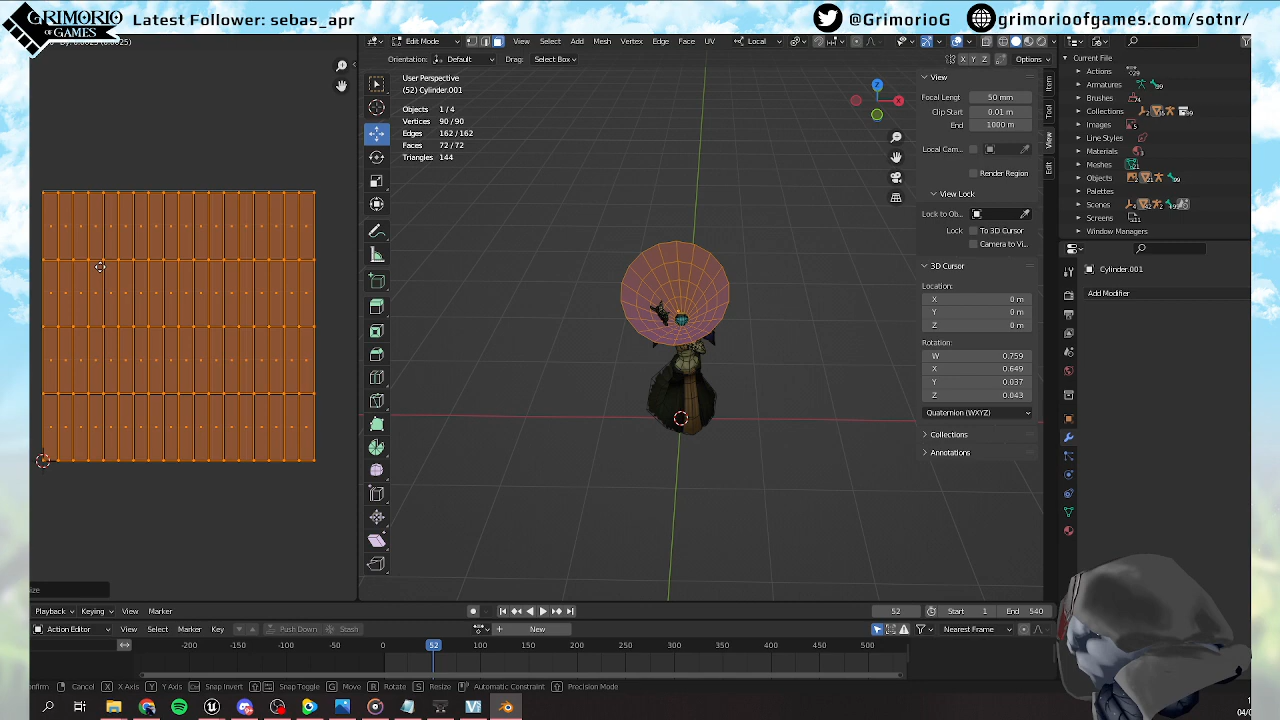 GRIMORIO
OF GAMES
Latest Follower: sebas_apr
@GrimorioG
grimorioofgames.com/sotnr/
Edit Mode
View
Select
Add
Mesh
Vertex
Edge
Face
UV
Local
Orientation:
Default
Drag:
Select Box
X
Y
Z
Options
User Perspective
(52) Cylinder.001
Objects 1/4
Vertices 90/90
Edges 162/162
Faces 72/72
Triangles 144
View
Focal Lengt 50 mm
Clip Start 0.01 m
End 1000 m
Local Cam..
Render Region
View Lock
Lock to Ob..
Lock To 3D Cursor
Camera to Vi...
3D Cursor
Location:
X 0 m
Y 0 m
Z 0 m
Rotation:
W 0.759
X 0.649
Y 0.037
Z 0.043
Quaternion (WXYZ)
Collections
Annotations
Item
Tool
View
Edit
Current File
Actions
Armatures
Brushes
Collections
Images
Line Styles
Materials
Meshes
Objects
Palettes
Scenes
Screens
Window Managers
Cylinder.001
Add Modifier
Playback
Keying
View
Marker
52
Start 1
End 540
Action Editor
View
Select
Marker
Key
Push Down
Stash
New
Nearest Frame
-200
-150
-100
-50
0
52
100
150
200
250
300
350
400
450
500
onfirm
Cancel
X X Axis
Y Y Axis
Snap Invert
Snap Toggle
G Move
R Rotate
S Resize
Automatic Constraint
Precision Mode